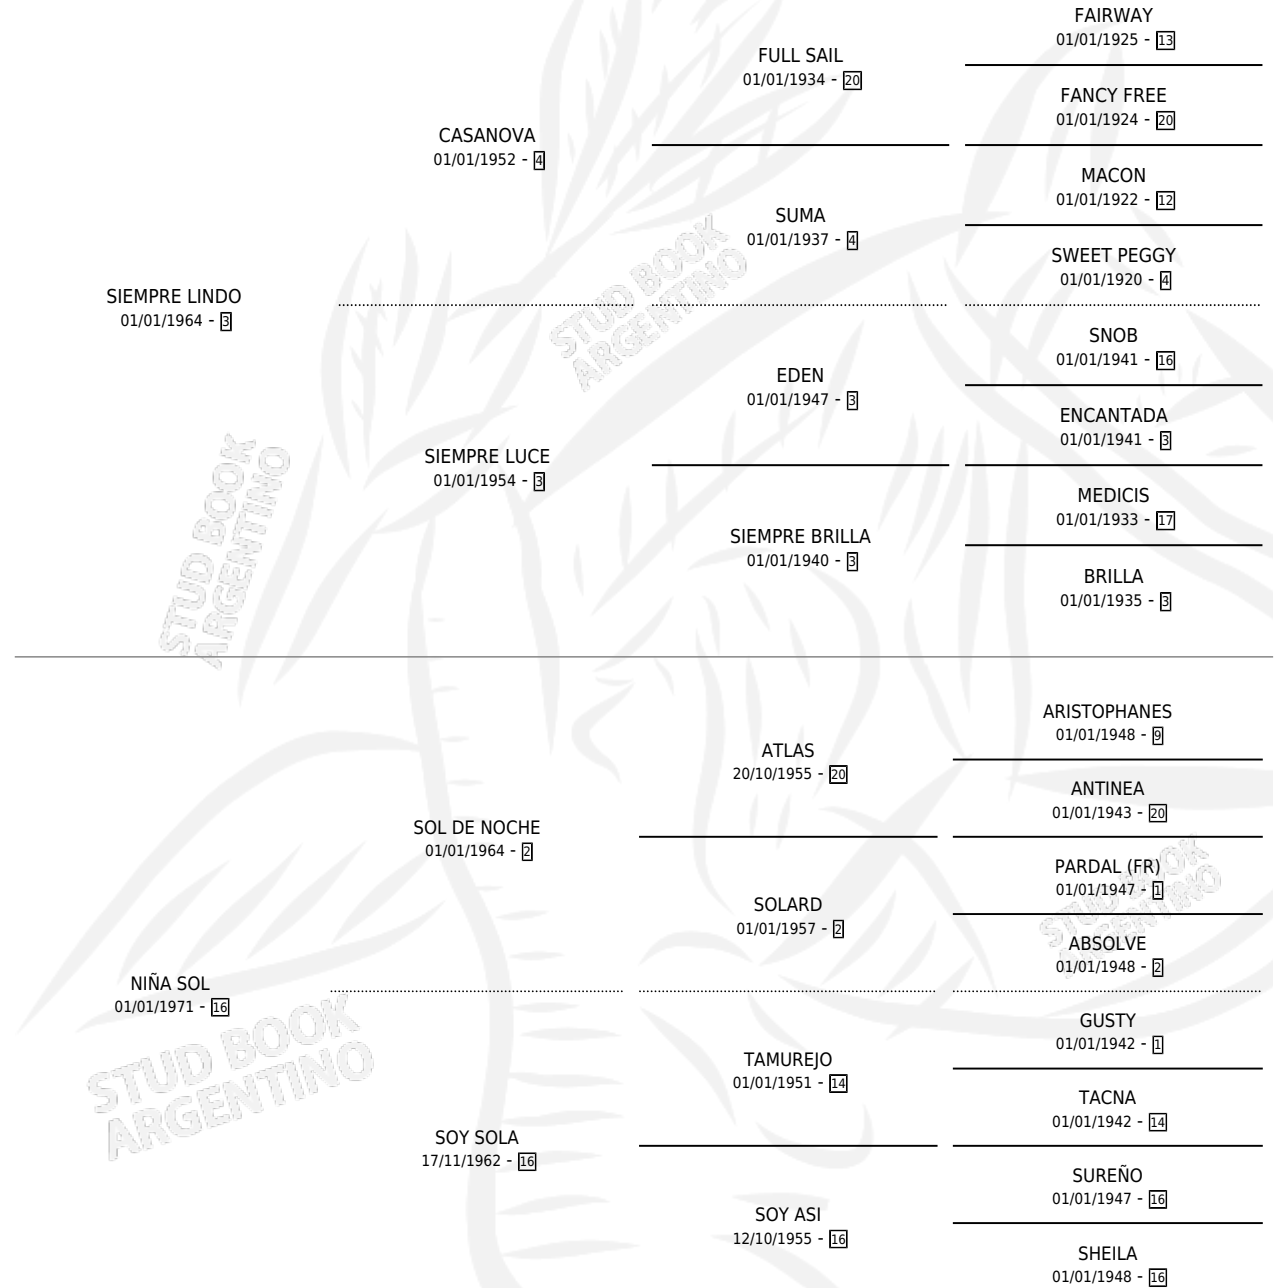 FAIRWAY
01/01/1925 - 13
FULL SAIL
01/01/1934 - 20
FANCY FREE
01/01/1924 - 20
CASANOVA
01/01/1952 - 4
MACON
01/01/1922 - 12
SUMA
01/01/1937 - 4
SWEET PEGGY
01/01/1920 - 4
SIEMPRE LINDO
01/01/1964 - 3
STUD BOOK
ARGENTINO
SNOB
01/01/1941 - 16
EDEN
01/01/1947 - 3
ENCANTADA
01/01/1941 - 3
SIEMPRE LUCE
01/01/1954 - 3
MEDICIS
01/01/1933 - 17
SIEMPRE BRILLA
01/01/1940 - 3
BRILLA
01/01/1935 - 3
STUD BOOK
ARGENTINO
ARISTOPHANES
01/01/1948 - 9
ATLAS
20/10/1955 - 20
ANTINEA
01/01/1943 - 20
SOL DE NOCHE
01/01/1964 - 2
PARDAL (FR)
01/01/1947 - 1
SOLARD
01/01/1957 - 2
ABSOLVE
01/01/1948 - 2
STUD BOOK
ARGENTINO
NIÑA SOL
01/01/1971 - 16
GUSTY
01/01/1942 - 1
TAMUREJO
01/01/1951 - 14
TACNA
01/01/1942 - 14
STUD BOOK
ARGENTINO
SOY SOLA
17/11/1962 - 16
SUREÑO
01/01/1947 - 16
SOY ASI
12/10/1955 - 16
SHEILA
01/01/1948 - 16